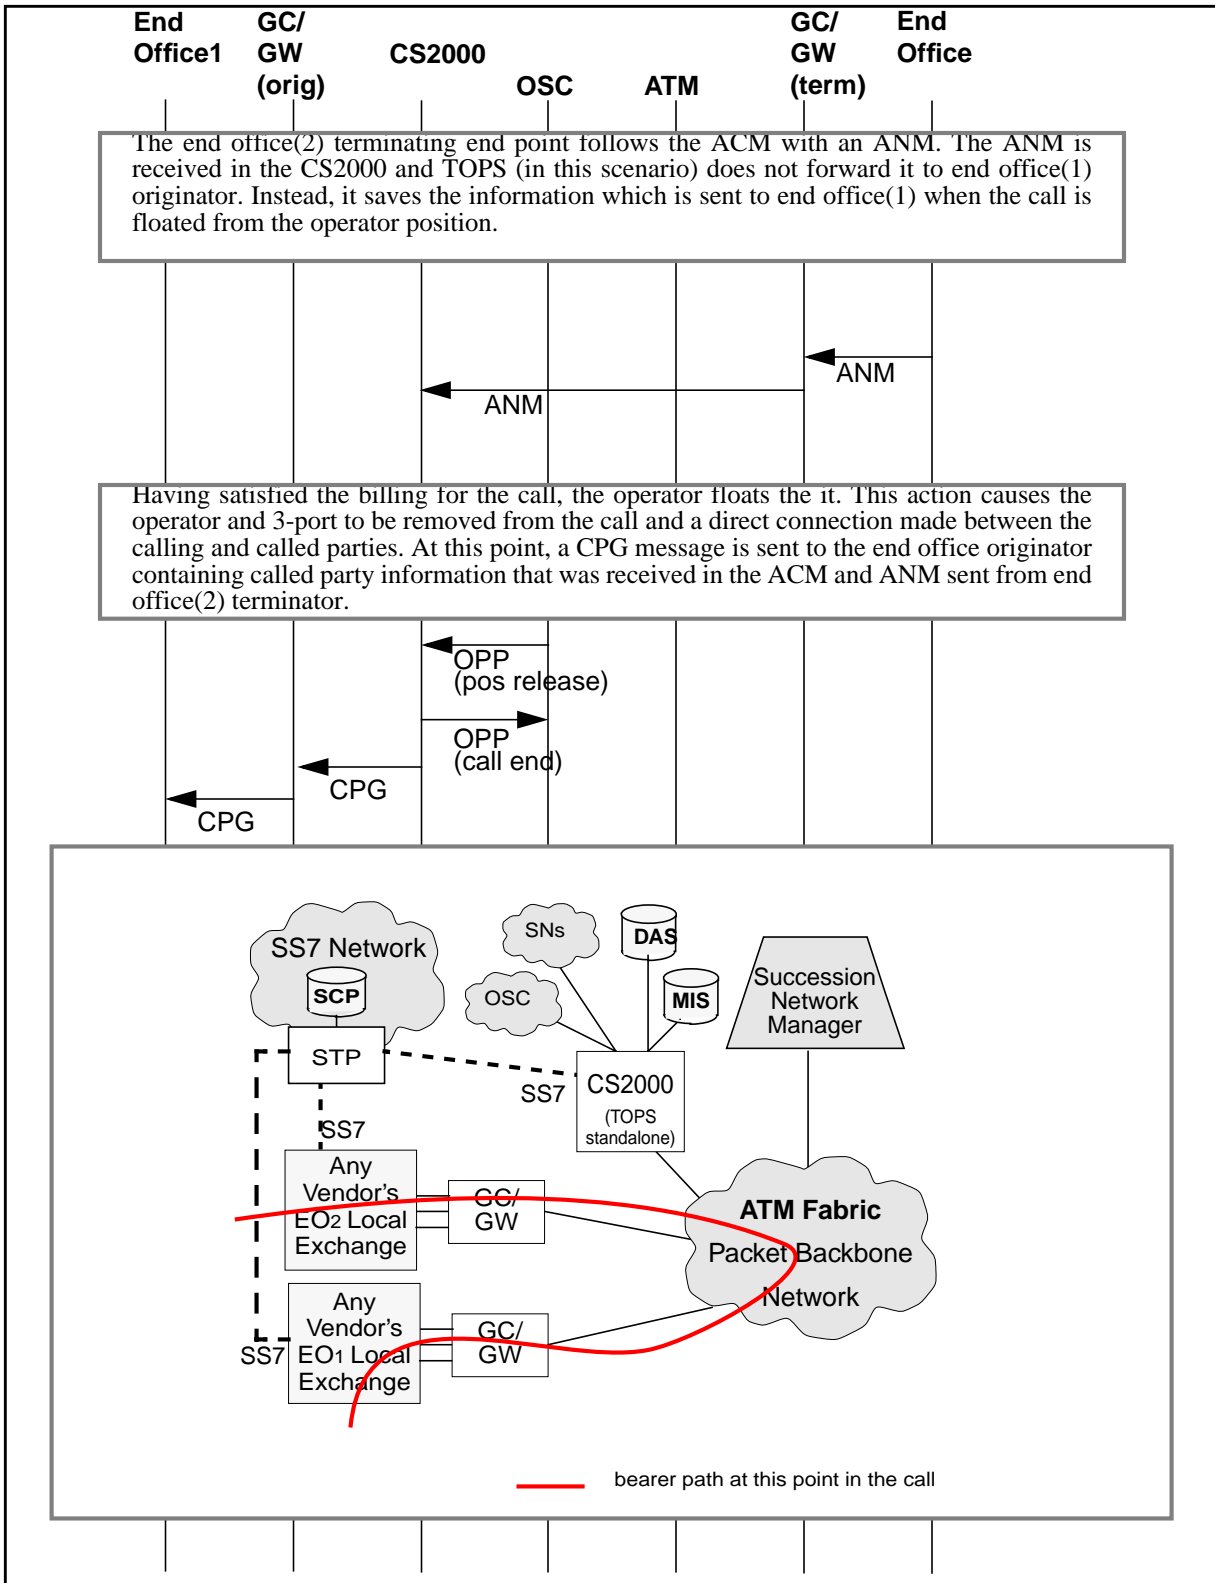 End Office1
GC/ GW (orig)
CS2000
OSC
ATM
GC/ GW (term)
End Office
The end office(2) terminating end point follows the ACM with an ANM. The ANM is
received in the CS2000 and TOPS (in this scenario) does not forward it to end office(1)
originator. Instead, it saves the information which is sent to end office(1) when the call is
floated from the operator position.
ANM
ANM
Having satisfied the billing for the call, the operator floats the it. This action causes the
operator and 3-port to be removed from the call and a direct connection made between the
calling and called parties. At this point, a CPG message is sent to the end office originator
containing called party information that was received in the ACM and ANM sent from end
office(2) terminator.
OPP
(pos release)
OPP
(call end)
CPG
CPG
SS7 Network
SCP
STP
SNs
OSC
DAS
MIS
Succession
Network
Manager
CS2000
(TOPS
standalone)
SS7
SS7
Any
Vendor's
EO2 Local
Exchange
GC/
GW
ATM Fabric
Packet Backbone
Network
Any
Vendor's
EO1 Local
Exchange
GC/
GW
SS7
bearer path at this point in the call